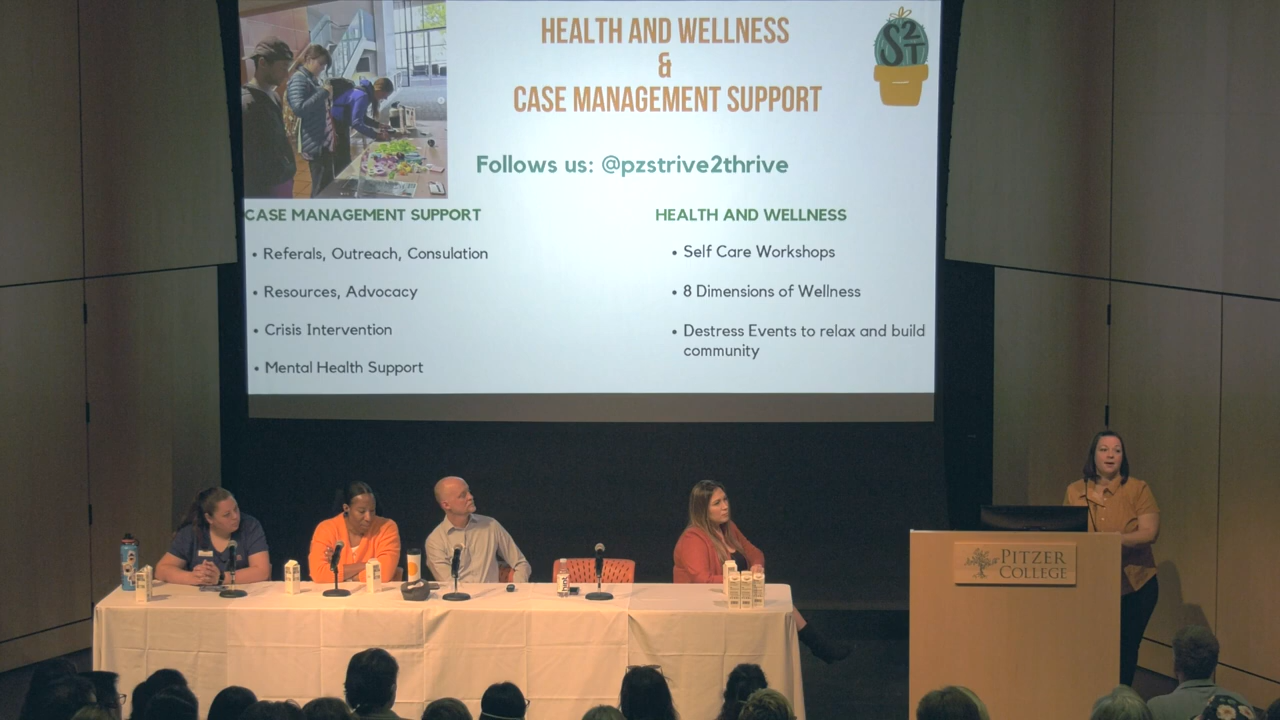 HEALTH AND WELLNESS
&
CASE MANAGEMENT SUPPORT
S2T
Follows us: @pzstrive2thrive
CASE MANAGEMENT SUPPORT
• Referals, Outreach, Consulation
• Resources, Advocacy
• Crisis Intervention
• Mental Health Support
HEALTH AND WELLNESS
• Self Care Workshops
• 8 Dimensions of Wellness
• Destress Events to relax and build
community
PITZER
COLLEGE